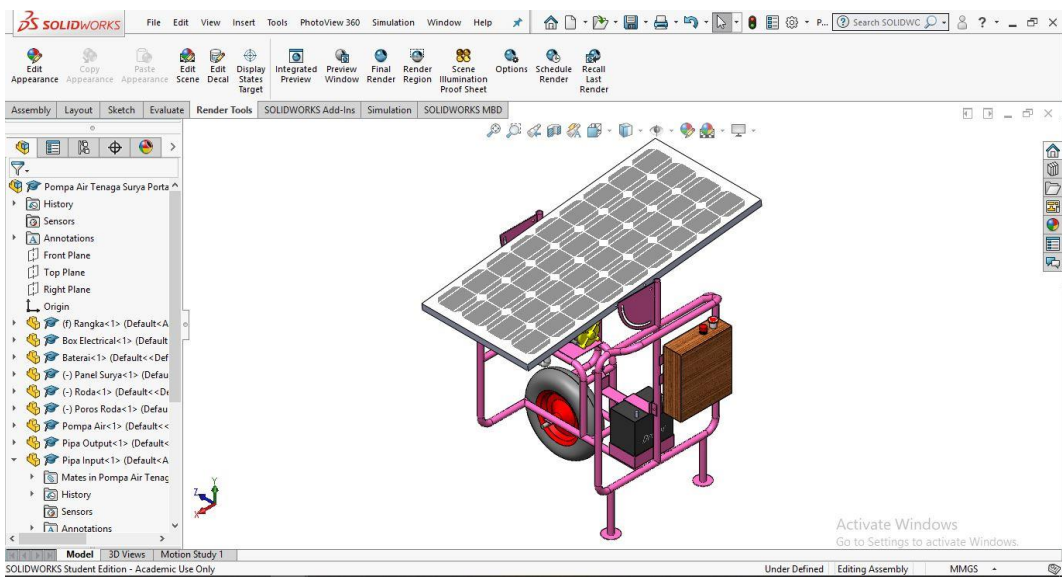 SOLIDWORKS File Edit View Insert Tools PhotoView 360 Simulation Window Help P... Search SOLIDWC ?
Edit Appearance
Copy Appearance
Paste Appearance
Edit Scene
Edit Decal
Display States Target
Integrated Preview
Preview Window
Final Render
Render Region
Scene Illumination Proof Sheet
Options
Schedule Render
Recall Last Render
Assembly Layout Sketch Evaluate Render Tools SOLIDWORKS Add-Ins Simulation SOLIDWORKS MBD
Pompa Air Tenaga Surya Porta
History
Sensors
Annotations
Front Plane
Top Plane
Right Plane
Origin
(f) Rangka<1> (Default<A
Box Electrical<1> (Default
Baterai<1> (Default<<Def
(-) Panel Surya<1> (Defau
(-) Roda<1> (Default<<De
(-) Poros Roda<1> (Defau
Pompa Air<1> (Default<<
Pipa Output<1> (Default<
Pipa Input<1> (Default<A
Mates in Pompa Air Tenag
History
Sensors
Annotations
Z Y X
Activate Windows
Go to Settings to activate Windows.
Model 3D Views Motion Study 1
SOLIDWORKS Student Edition - Academic Use Only Under Defined Editing Assembly MMGS